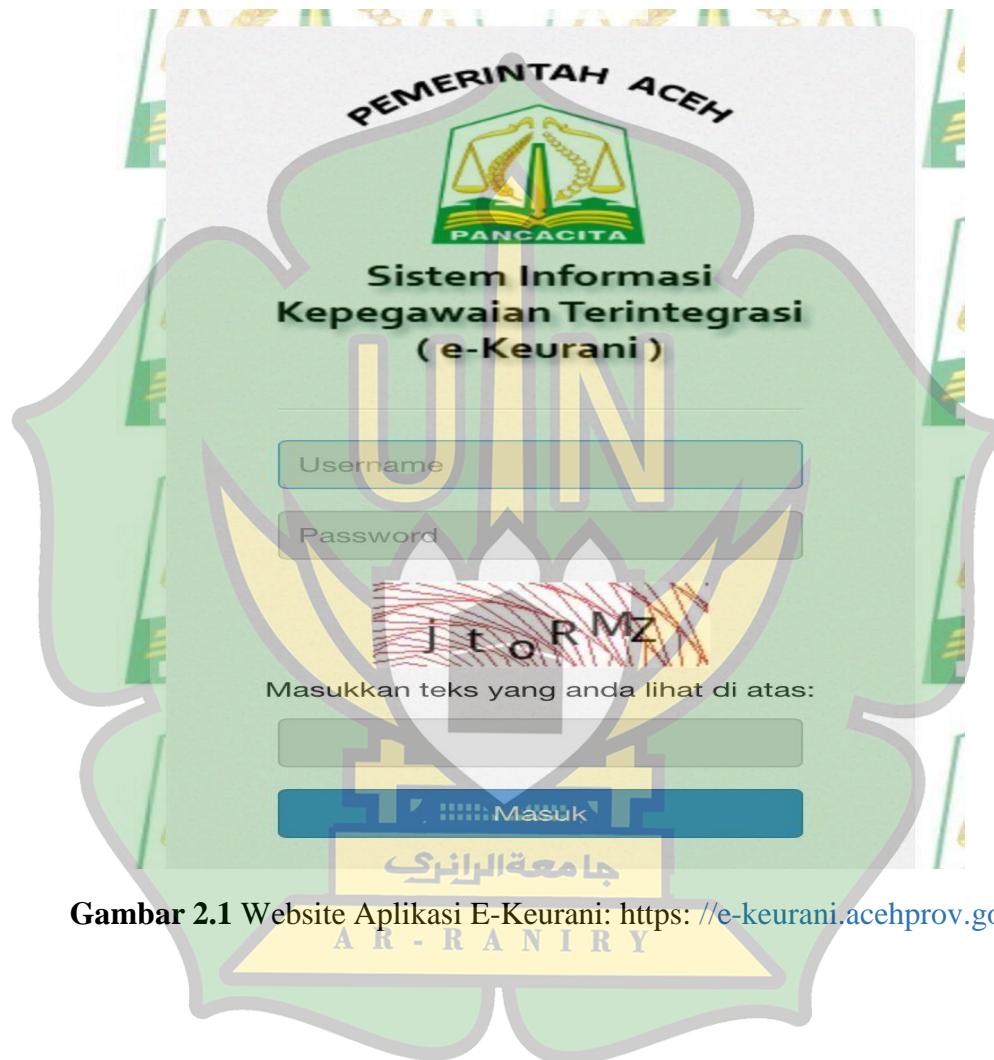 PEMERINTAH ACEH
PANCACITA
Sistem Informasi
Kepegawaian Terintegrasi
( e-Keurani )
UIN
Username
Password
j t o R M Z
Masukkan teks yang anda lihat di atas:
Masuk
جامعة الرانري
Gambar 2.1 Website Aplikasi E-Keurani: https: //e-keurani.acehprov.go
AR - RANIRY